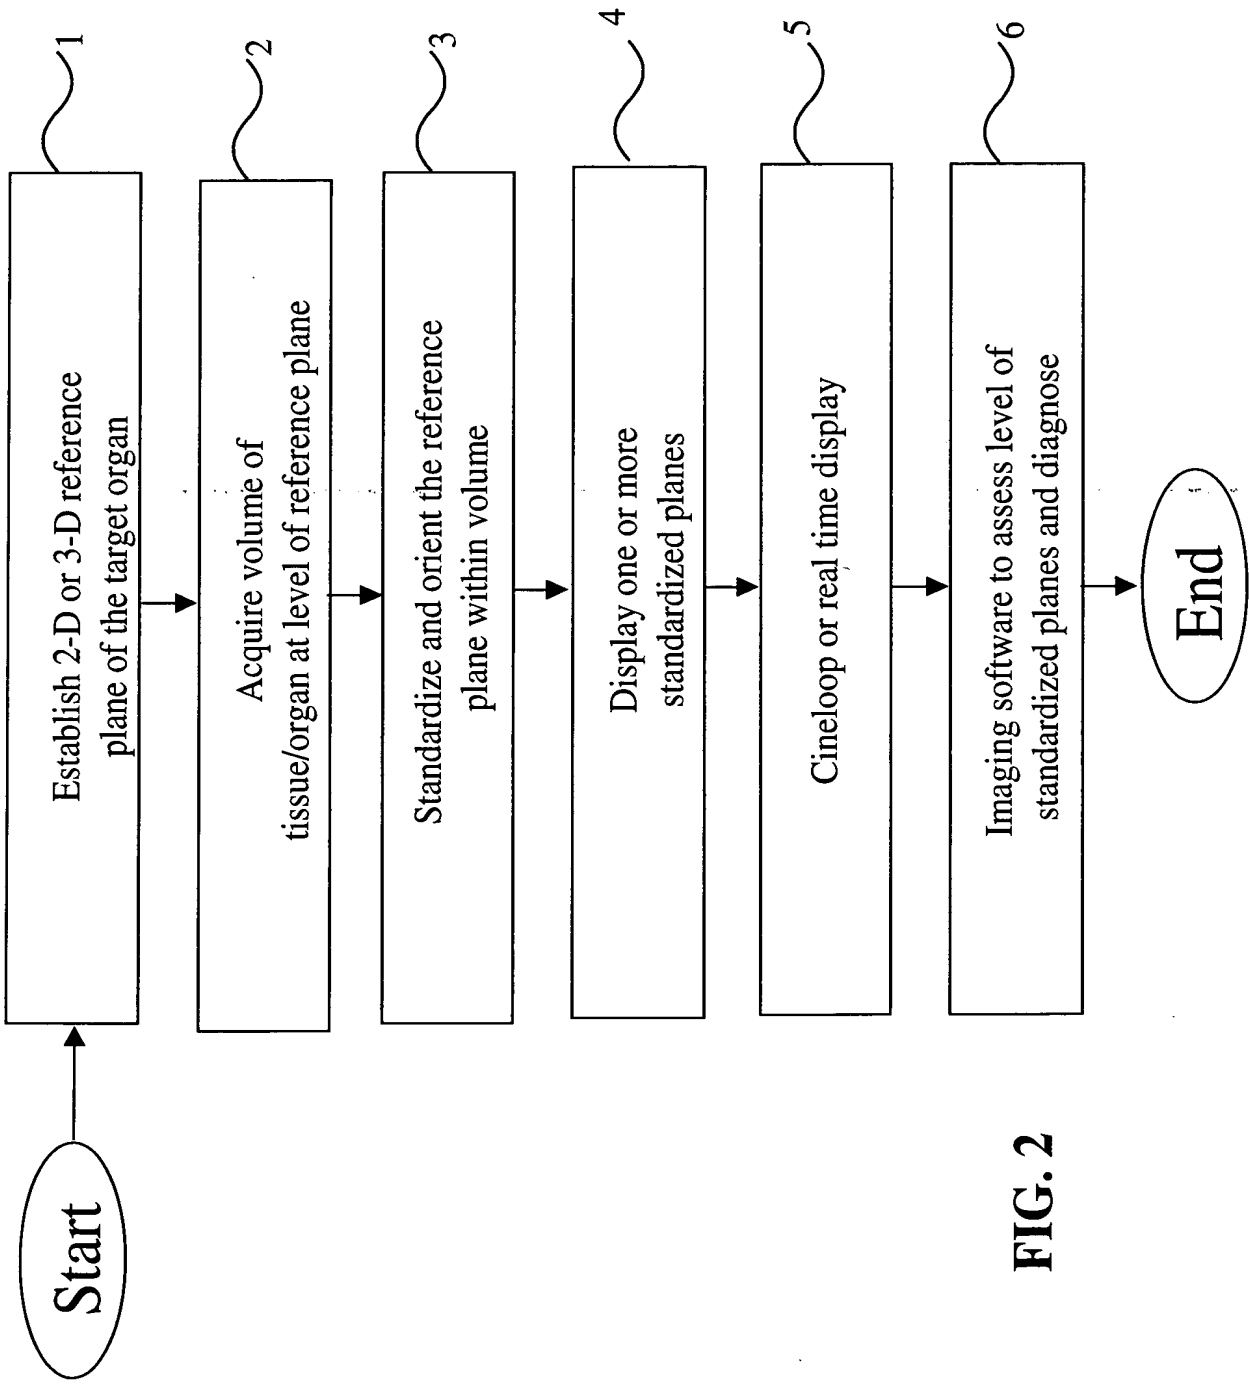 Start
Establish 2-D or 3-D reference
plane of the target organ
1
Acquire volume of
tissue/organ at level of reference plane
2
Standardize and orient the reference
plane within volume
3
Display one or more
standardized planes
4
Cineloop or real time display
5
Imaging software to assess level of
standardized planes and diagnose
6
End
FIG. 2